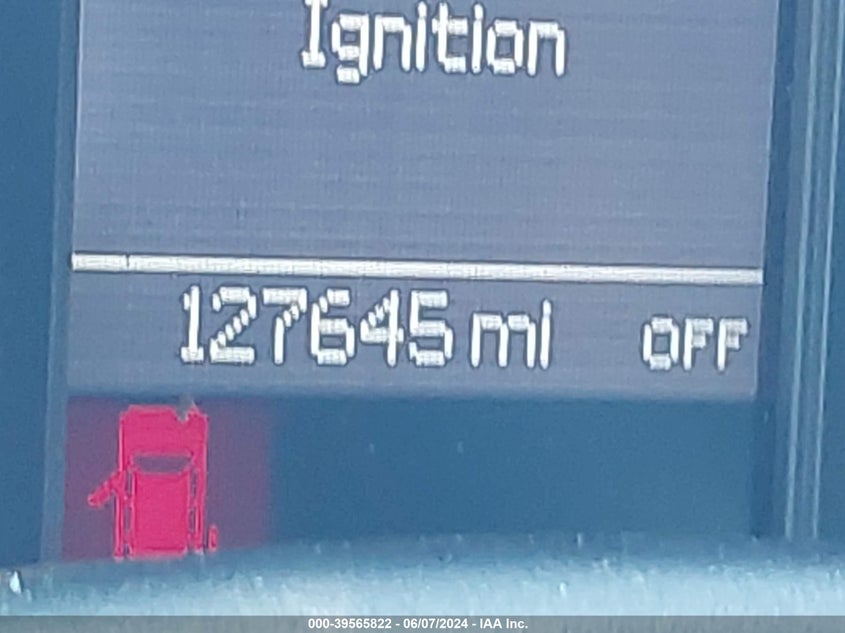 Ignition
127645 mi OFF
000-39565822 - 06/07/2024 - IAA Inc.